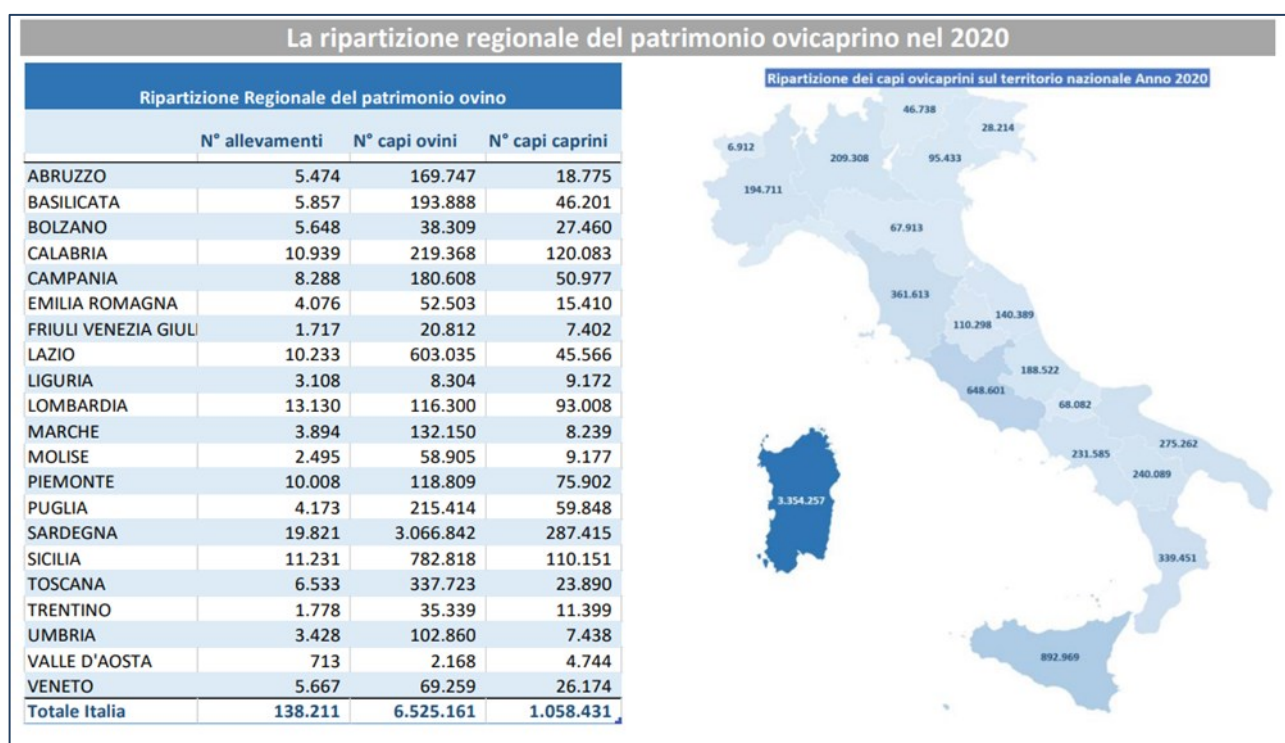 La ripartizione regionale del patrimonio ovicaprino nel 2020
Ripartizione Regionale del patrimonio ovino
N° allevamenti N° capi ovini N° capi caprini
ABRUZZO 5.474 169.747 18.775
BASILICATA 5.857 193.888 46.201
BOLZANO 5.648 38.309 27.460
CALABRIA 10.939 219.368 120.083
CAMPANIA 8.288 180.608 50.977
EMILIA ROMAGNA 4.076 52.503 15.410
FRIULI VENEZIA GIULI 1.717 20.812 7.402
LAZIO 10.233 603.035 45.566
LIGURIA 3.108 8.304 9.172
LOMBARDIA 13.130 116.300 93.008
MARCHE 3.894 132.150 8.239
MOLISE 2.495 58.905 9.177
PIEMONTE 10.008 118.809 75.902
PUGLIA 4.173 215.414 59.848
SARDEGNA 19.821 3.066.842 287.415
SICILIA 11.231 782.818 110.151
TOSCANA 6.533 337.723 23.890
TRENTINO 1.778 35.339 11.399
UMBRIA 3.428 102.860 7.438
VALLE D'AOSTA 713 2.168 4.744
VENETO 5.667 69.259 26.174
Totale Italia 138.211 6.525.161 1.058.431
Ripartizione dei capi ovicaprini sul territorio nazionale Anno 2020
46.738
28.214
6.912
209.308
95.433
194.711
67.913
361.613
140.389
110.298
188.522
648.601
68.082
275.262
231.585
240.089
3.354.257
339.451
892.969